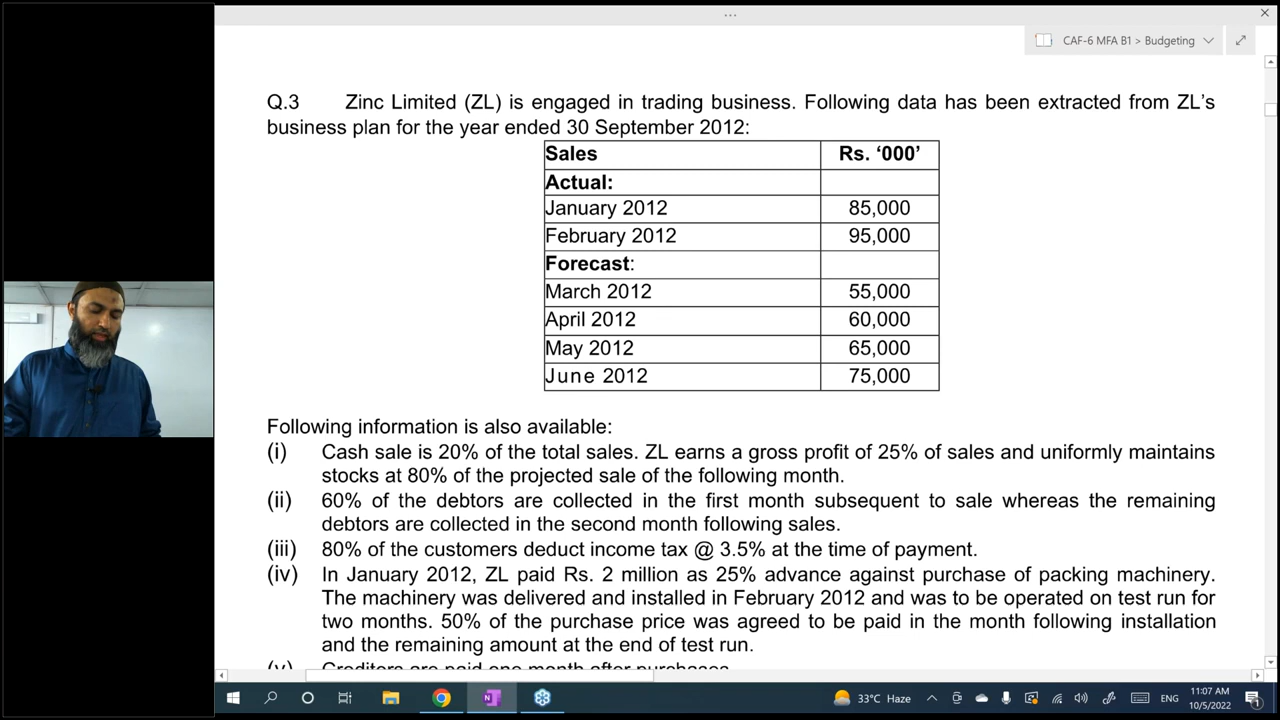 CAF-6 MFA B1 > Budgeting
Q.3 Zinc Limited (ZL) is engaged in trading business. Following data has been extracted from ZL's
business plan for the year ended 30 September 2012:
Sales Rs. '000'
Actual:
January 2012 85,000
February 2012 95,000
Forecast:
March 2012 55,000
April 2012 60,000
May 2012 65,000
June 2012 75,000
Following information is also available:
(i) Cash sale is 20% of the total sales. ZL earns a gross profit of 25% of sales and uniformly maintains
stocks at 80% of the projected sale of the following month.
(ii) 60% of the debtors are collected in the first month subsequent to sale whereas the remaining
debtors are collected in the second month following sales.
(iii) 80% of the customers deduct income tax @ 3.5% at the time of payment.
(iv) In January 2012, ZL paid Rs. 2 million as 25% advance against purchase of packing machinery.
The machinery was delivered and installed in February 2012 and was to be operated on test run for
two months. 50% of the purchase price was agreed to be paid in the month following installation
and the remaining amount at the end of test run.
(v) Creditors are paid one month after purchases.
33°C Haze
ENG
11:07 AM
10/5/2022
1